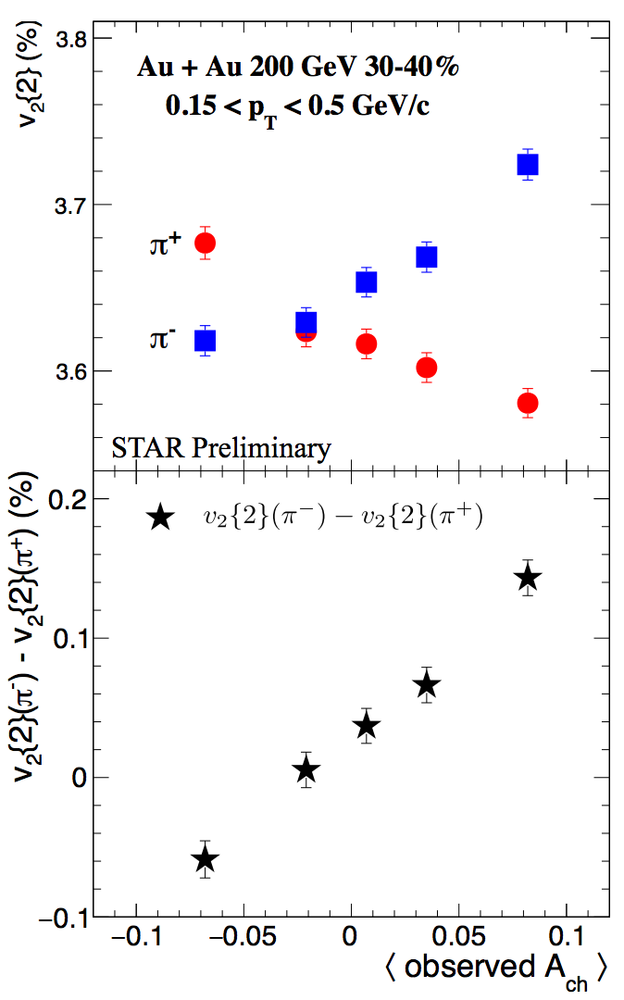 v₂{2} (%)
3.8
3.7
3.6
Au + Au 200 GeV 30-40%
0.15 < p_T < 0.5 GeV/c
π⁺
π⁻
STAR Preliminary
v₂{2}(π⁻) - v₂{2}(π⁺) (%)
0.2
0.1
0
−0.1
v₂{2}(π⁻) − v₂{2}(π⁺)
−0.1
−0.05
0
0.05
0.1
⟨ observed A_ch ⟩